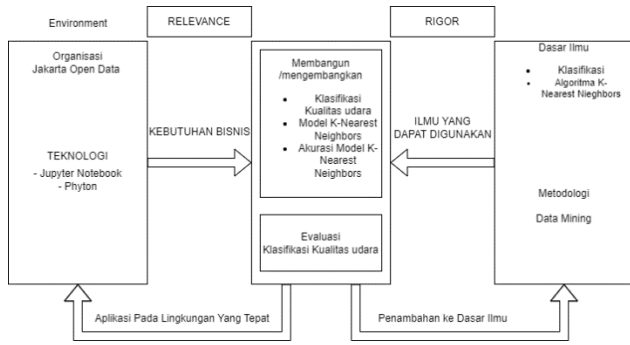 Environment
RELEVANCE
RIGOR
Organisasi
Jakarta Open Data
TEKNOLOGI
- Jupyter Notebook
- Phyton
KEBUTUHAN BISNIS
Membangun
/mengembangkan
Klasifikasi
Kualitas udara
Model K-Nearest
Neighbors
Akurasi Model K-
Nearest
Neighbors
Evaluasi
Klasifikasi Kualitas udara
ILMU YANG
DAPAT DIGUNAKAN
Dasar Ilmu
Klasifikasi
Algoritma K-
Nearest Nieghbors
Metodologi
Data Mining
Aplikasi Pada Lingkungan Yang Tepat
Penambahan ke Dasar Ilmu